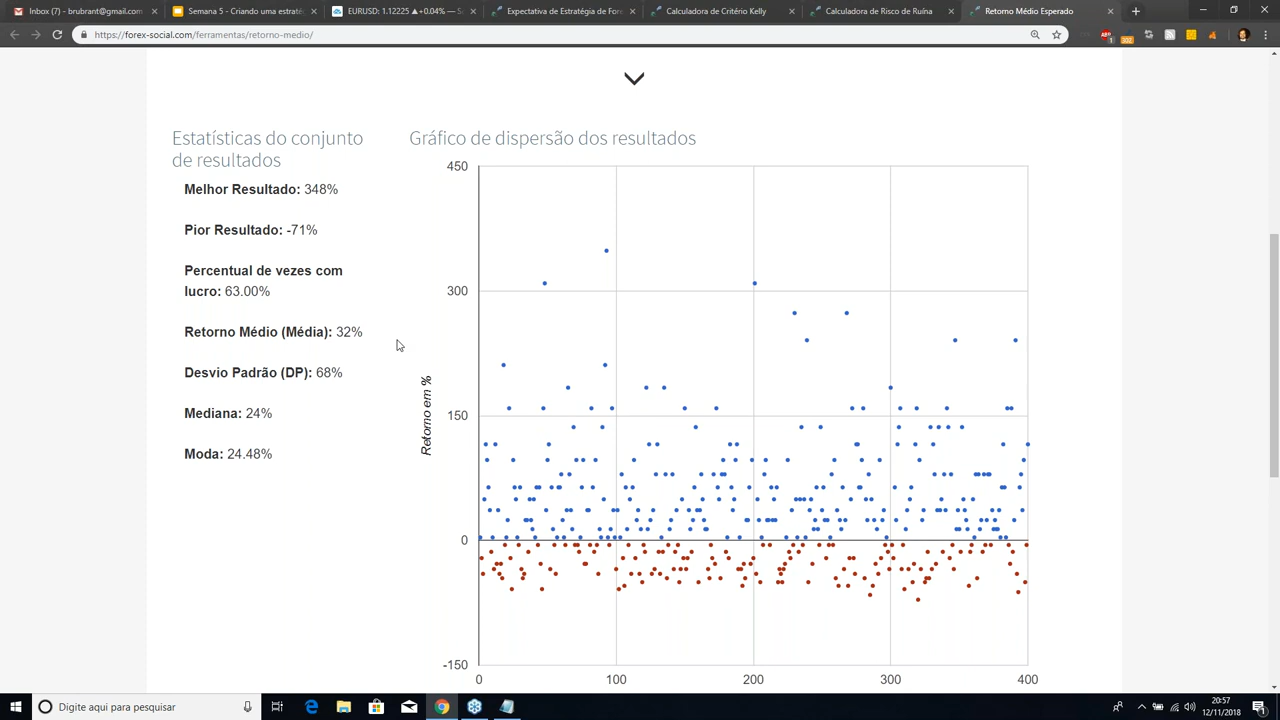 Inbox (7) - brubrant@gmail.com
Semana 5 - Criando uma estraté
EURUSD: 1.12225 ▲+0.04% — S
Expectativa de Estratégia de Fore
Calculadora de Critério Kelly
Calculadora de Risco de Ruína
Retorno Médio Esperado
https://forex-social.com/ferramentas/retorno-medio/
Estatísticas do conjunto
de resultados
Melhor Resultado: 348%
Pior Resultado: -71%
Percentual de vezes com
lucro: 63.00%
Retorno Médio (Média): 32%
Desvio Padrão (DP): 68%
Mediana: 24%
Moda: 24.48%
Gráfico de dispersão dos resultados
450
300
150
0
-150
Retorno em %
0
100
200
300
400
Digite aqui para pesquisar
20:57
12/11/2018